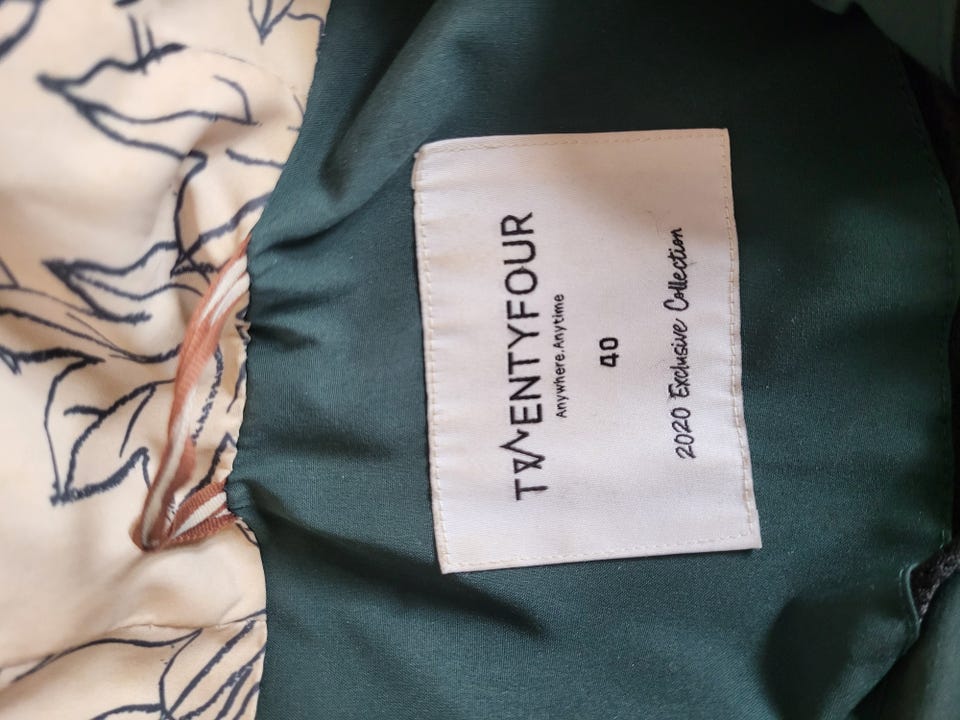 TWENTYFOUR
Anywhere.Anytime
40
2020 Exclusive Collection